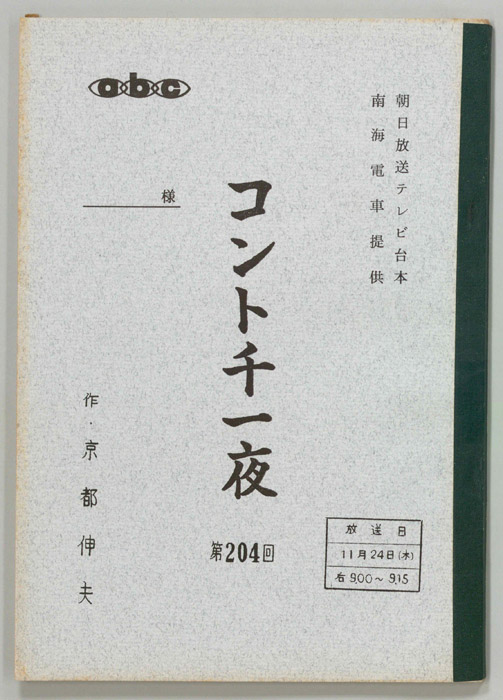 朝日放送テレビ台本
南海電車提供
abc
様
コント千一夜
第204回
作・京都伸夫
放送日
11月24日(木)
后9.00～9.15